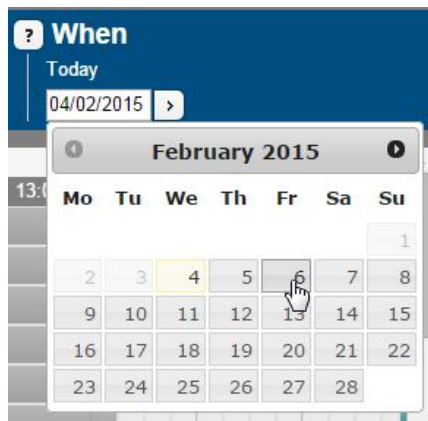 ? When
Today
04/02/2015 >
February 2015
Mo Tu We Th Fr Sa Su
1
2 3 4 5 6 7 8
9 10 11 12 13 14 15
16 17 18 19 20 21 22
23 24 25 26 27 28